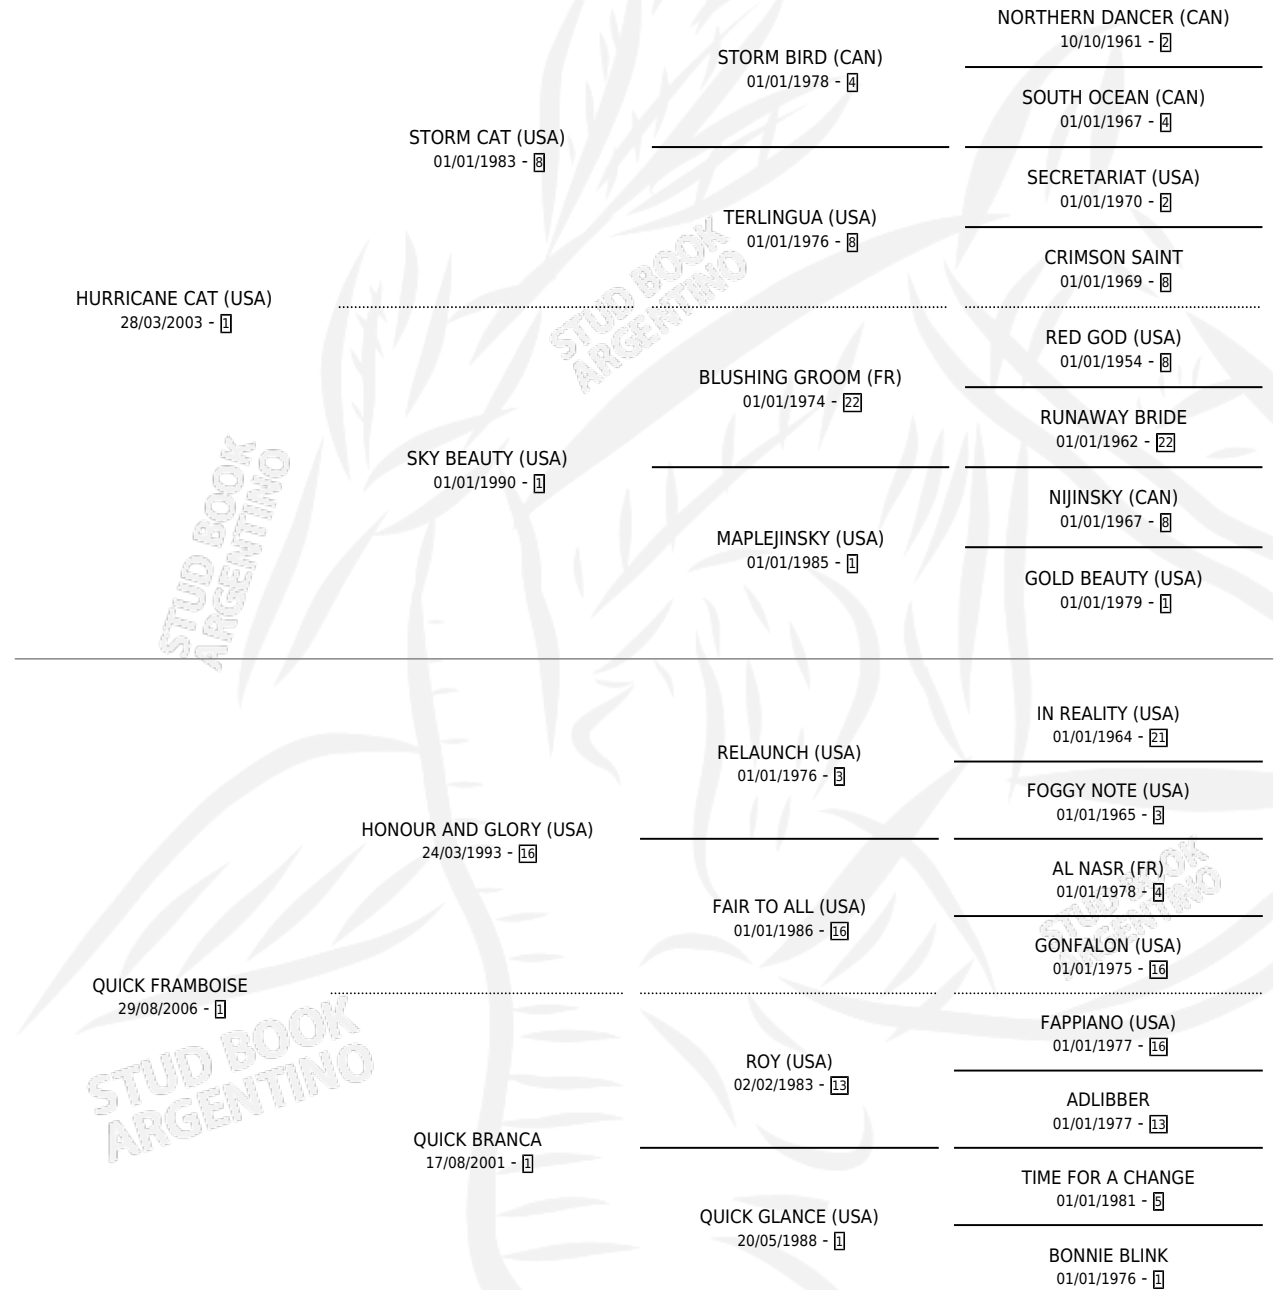 NORTHERN DANCER (CAN)
10/10/1961 - 2
STORM BIRD (CAN)
01/01/1978 - 4
SOUTH OCEAN (CAN)
01/01/1967 - 4
STORM CAT (USA)
01/01/1983 - 8
SECRETARIAT (USA)
01/01/1970 - 2
TERLINGUA (USA)
01/01/1976 - 8
CRIMSON SAINT
01/01/1969 - 8
HURRICANE CAT (USA)
28/03/2003 - 1
STUD BOOK
ARGENTINO
RED GOD (USA)
01/01/1954 - 8
BLUSHING GROOM (FR)
01/01/1974 - 22
RUNAWAY BRIDE
01/01/1962 - 22
SKY BEAUTY (USA)
01/01/1990 - 1
NIJINSKY (CAN)
01/01/1967 - 8
MAPLEJINSKY (USA)
01/01/1985 - 1
GOLD BEAUTY (USA)
01/01/1979 - 1
STUD BOOK
ARGENTINO
IN REALITY (USA)
01/01/1964 - 21
RELAUNCH (USA)
01/01/1976 - 3
FOGGY NOTE (USA)
01/01/1965 - 3
HONOUR AND GLORY (USA)
24/03/1993 - 16
AL NASR (FR)
01/01/1978 - 4
FAIR TO ALL (USA)
01/01/1986 - 16
GONFALON (USA)
01/01/1975 - 16
STUD BOOK
ARGENTINO
QUICK FRAMBOISE
29/08/2006 - 1
FAPPIANO (USA)
01/01/1977 - 16
ROY (USA)
02/02/1983 - 13
ADLIBBER
01/01/1977 - 13
STUD BOOK
ARGENTINO
QUICK BRANCA
17/08/2001 - 1
TIME FOR A CHANGE
01/01/1981 - 5
QUICK GLANCE (USA)
20/05/1988 - 1
BONNIE BLINK
01/01/1976 - 1